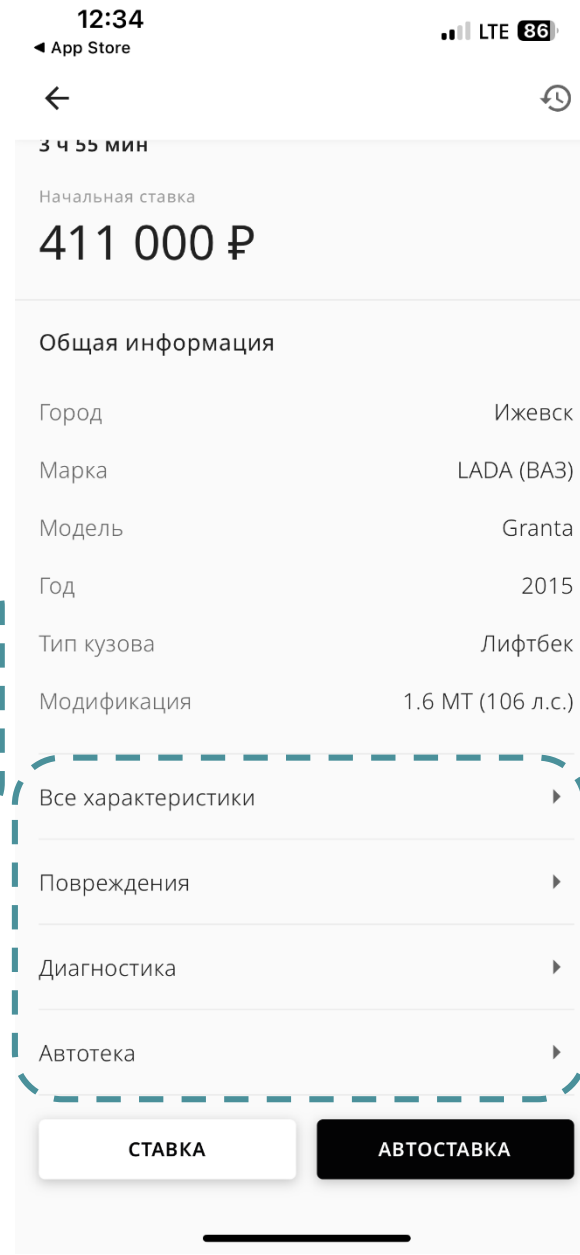 12:34
LTE 86
◀ App Store
3 ч 55 мин
Начальная ставка
411 000 ₽
Общая информация
Город Ижевск
Марка LADA (ВАЗ)
Модель Granta
Год 2015
Тип кузова Лифтбек
Модификация 1.6 MT (106 л.с.)
Все характеристики
Повреждения
Диагностика
Автотека
СТАВКА
АВТОСТАВКА